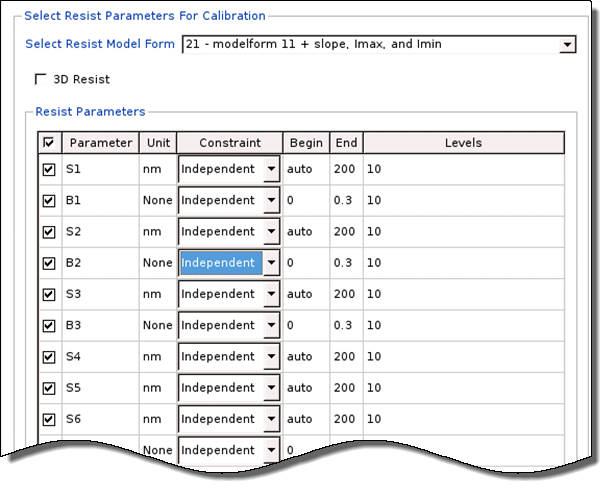 Select Resist Parameters For Calibration
Select Resist Model Form 21 - modelform 11 + slope, Imax, and Imin
3D Resist
Resist Parameters
Parameter Unit Constraint Begin End Levels
S1 nm Independent auto 200 10
B1 None Independent 0 0.3 10
S2 nm Independent auto 200 10
B2 None Independent 0 0.3 10
S3 nm Independent auto 200 10
B3 None Independent 0 0.3 10
S4 nm Independent auto 200 10
S5 nm Independent auto 200 10
S6 nm Independent auto 200 10
None Independent 0